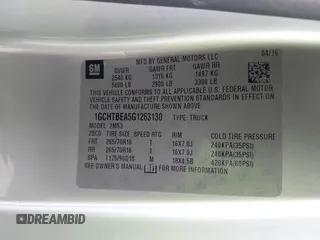 GM
MFD BY GENERAL MOTORS LLC
04/16
GVWR GAWR FRT GAWR RR
2540 KG 1315 KG 1497 KG
5600 LB 2900 LB 3300 LB
THIS VEHICLE CONFORMS TO ALL APPLICABLE U.S.
FEDERAL MOTOR VEHICLE SAFETY AND THEFT
PREVENTION STANDARDS IN EFFECT ON THE DATE
OF MANUFACTURE SHOWN ABOVE.
1GCHTBEA5G1263130 TYPE: TRUCK
MODEL: 2M53
TIRE SIZE SPEED RTG RIM COLD TIRE PRESSURE
FRT 265/70R16 T 16X7.0J 240KPA(35PSI)
RR 265/70R16 T 16X7.0J 240KPA(35PSI)
SPA M 18X4.5B 420KPA(60PSI)
SEE OWNER'S MANUAL
IAAI